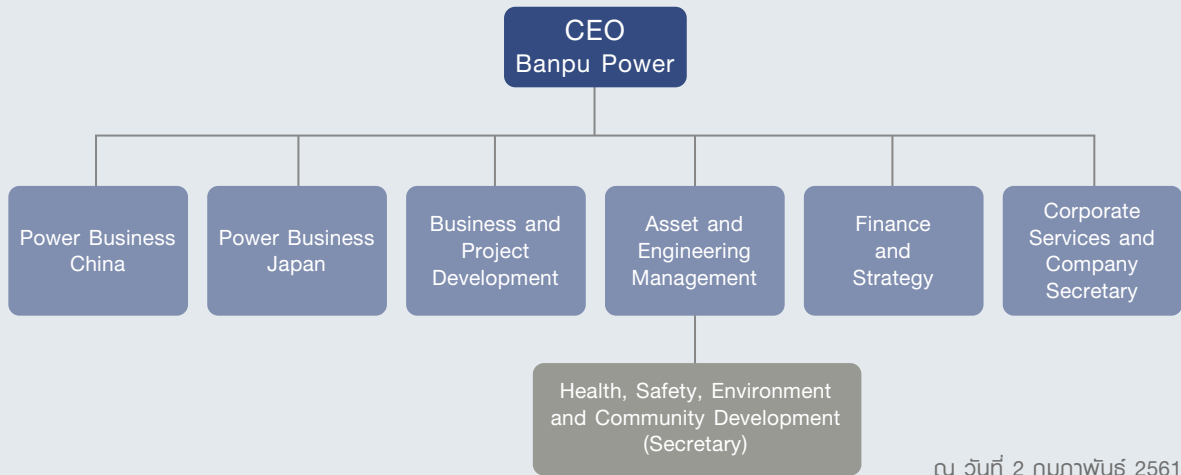 CEO
Banpu Power
Power Business
China
Power Business
Japan
Business and
Project
Development
Asset and
Engineering
Management
Finance
and
Strategy
Corporate
Services and
Company
Secretary
Health, Safety, Environment
and Community Development
(Secretary)
ณ วันที่ 2 กุมภาพันธ์ 2561